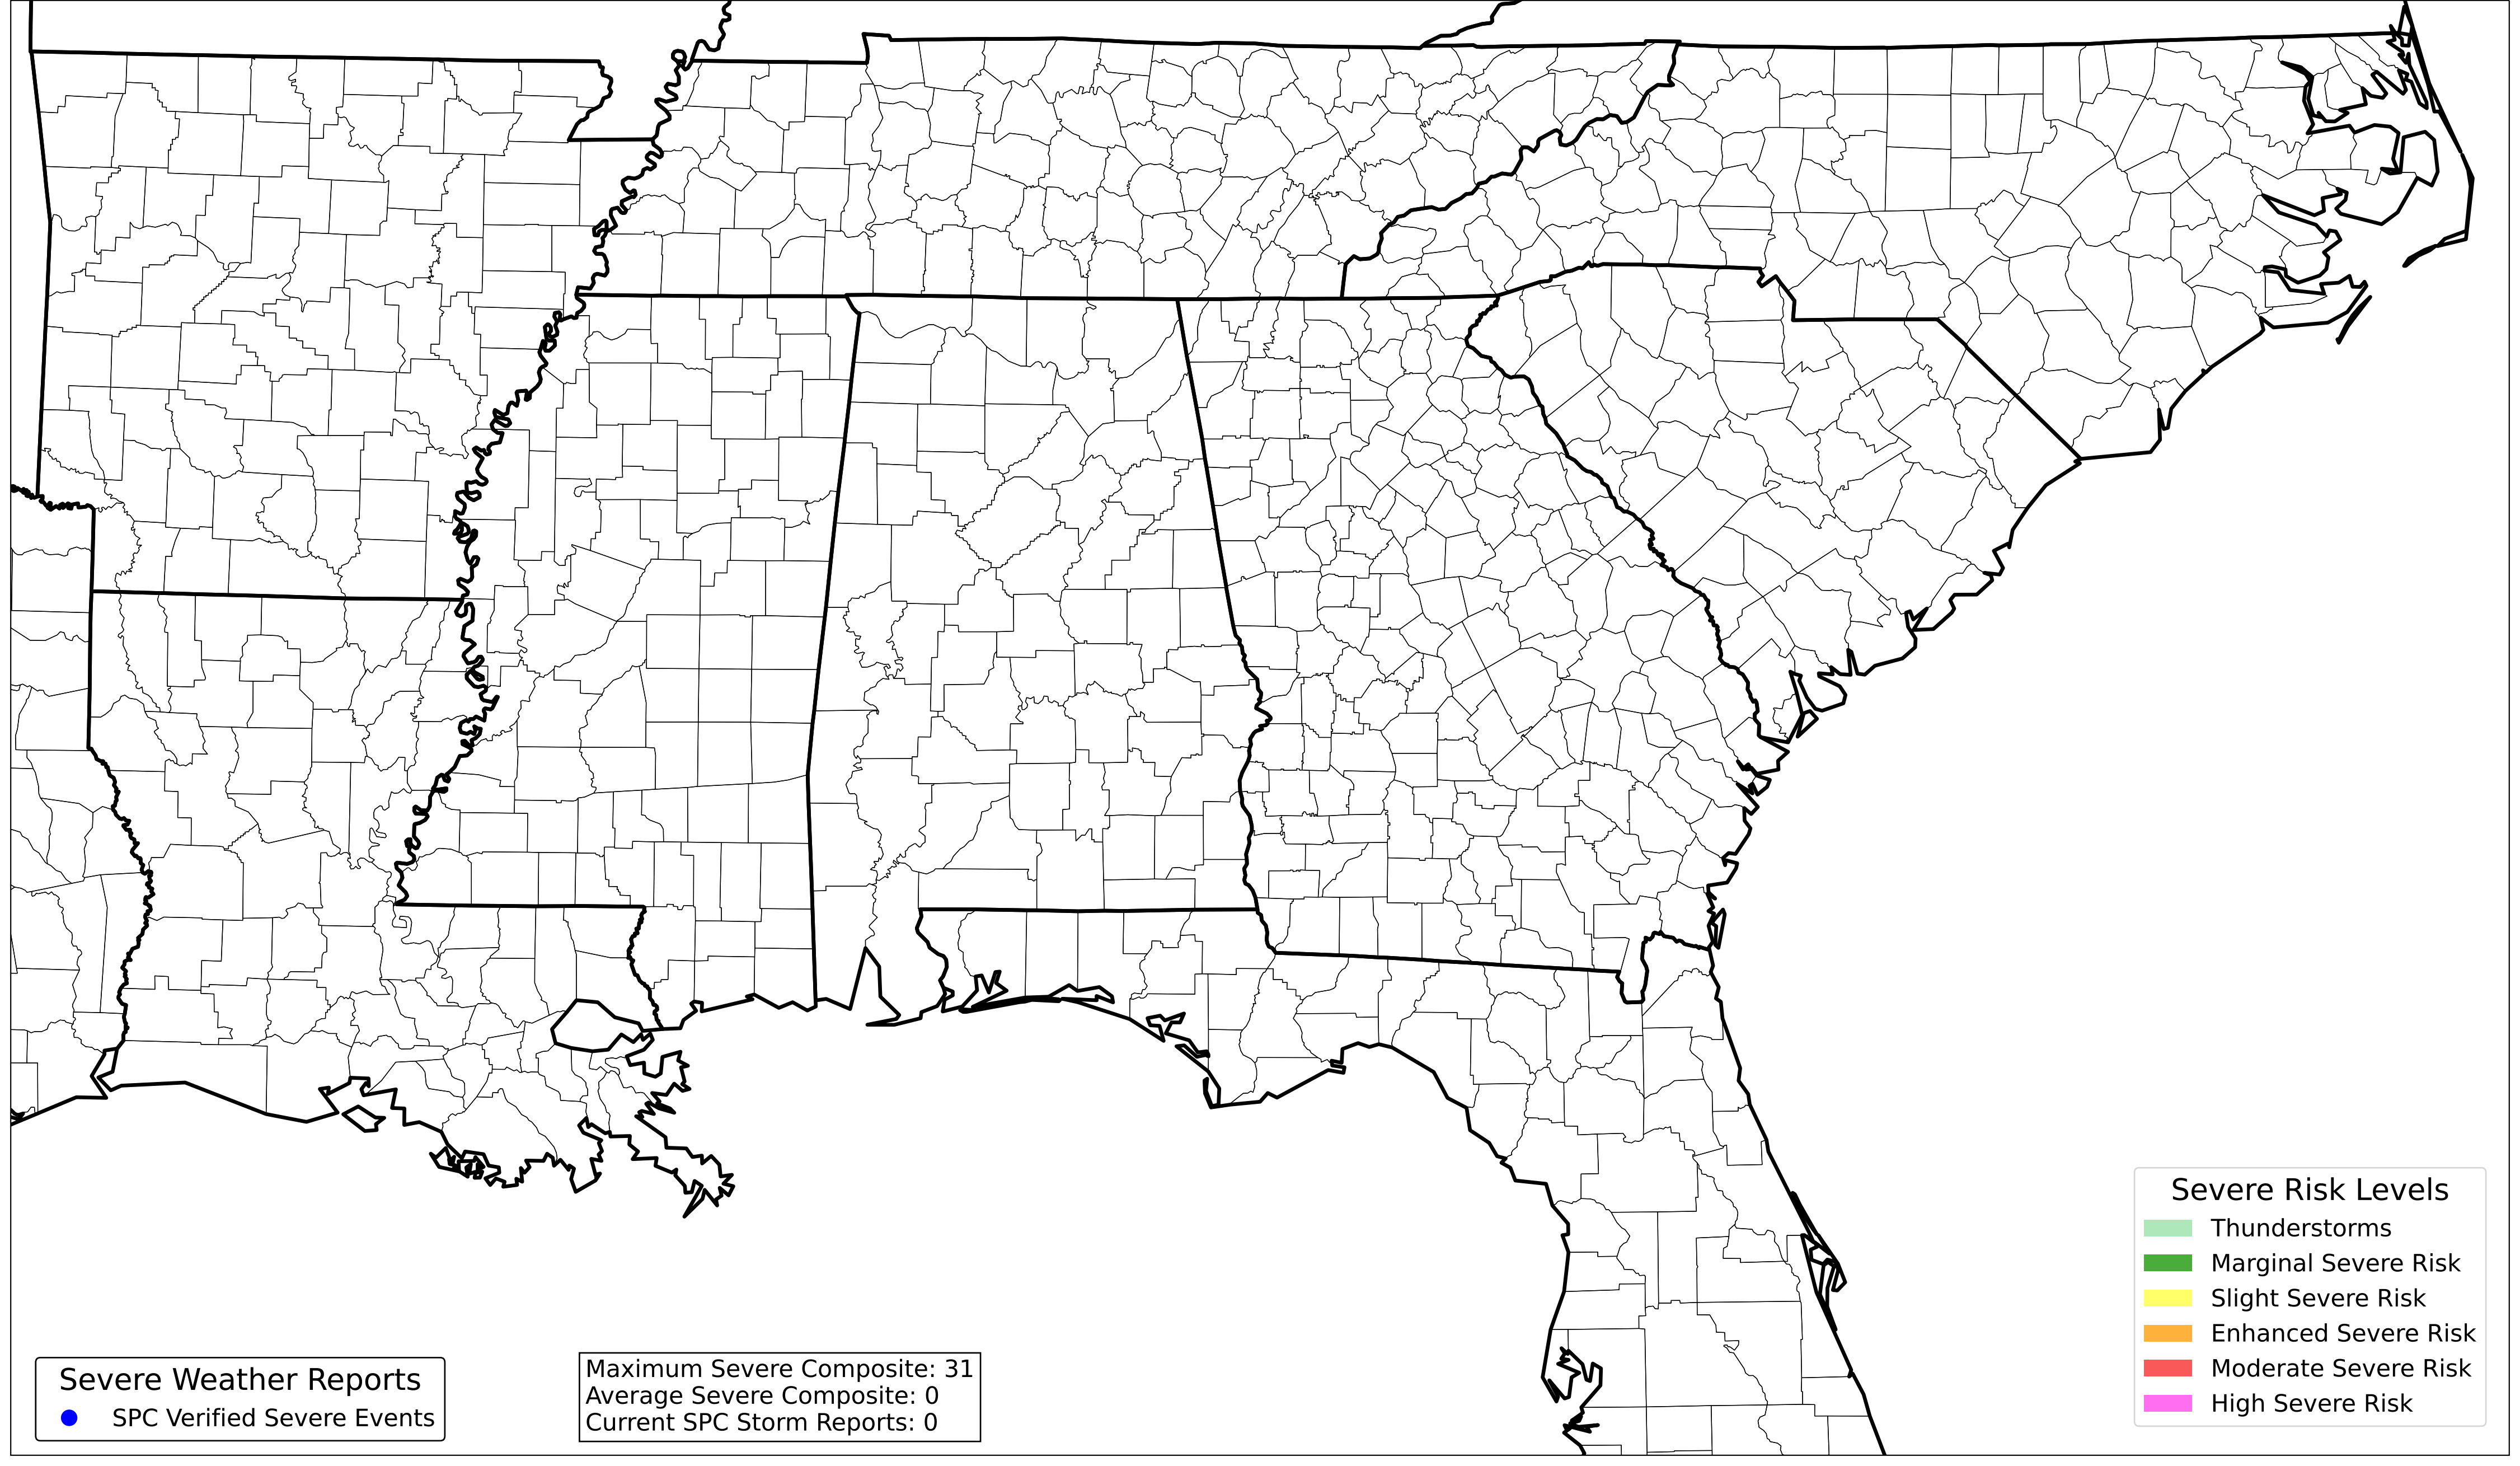 Severe Risk Levels
Thunderstorms
Marginal Severe Risk
Slight Severe Risk
Enhanced Severe Risk
Moderate Severe Risk
High Severe Risk
Severe Weather Reports
SPC Verified Severe Events
Maximum Severe Composite: 31
Average Severe Composite: 0
Current SPC Storm Reports: 0